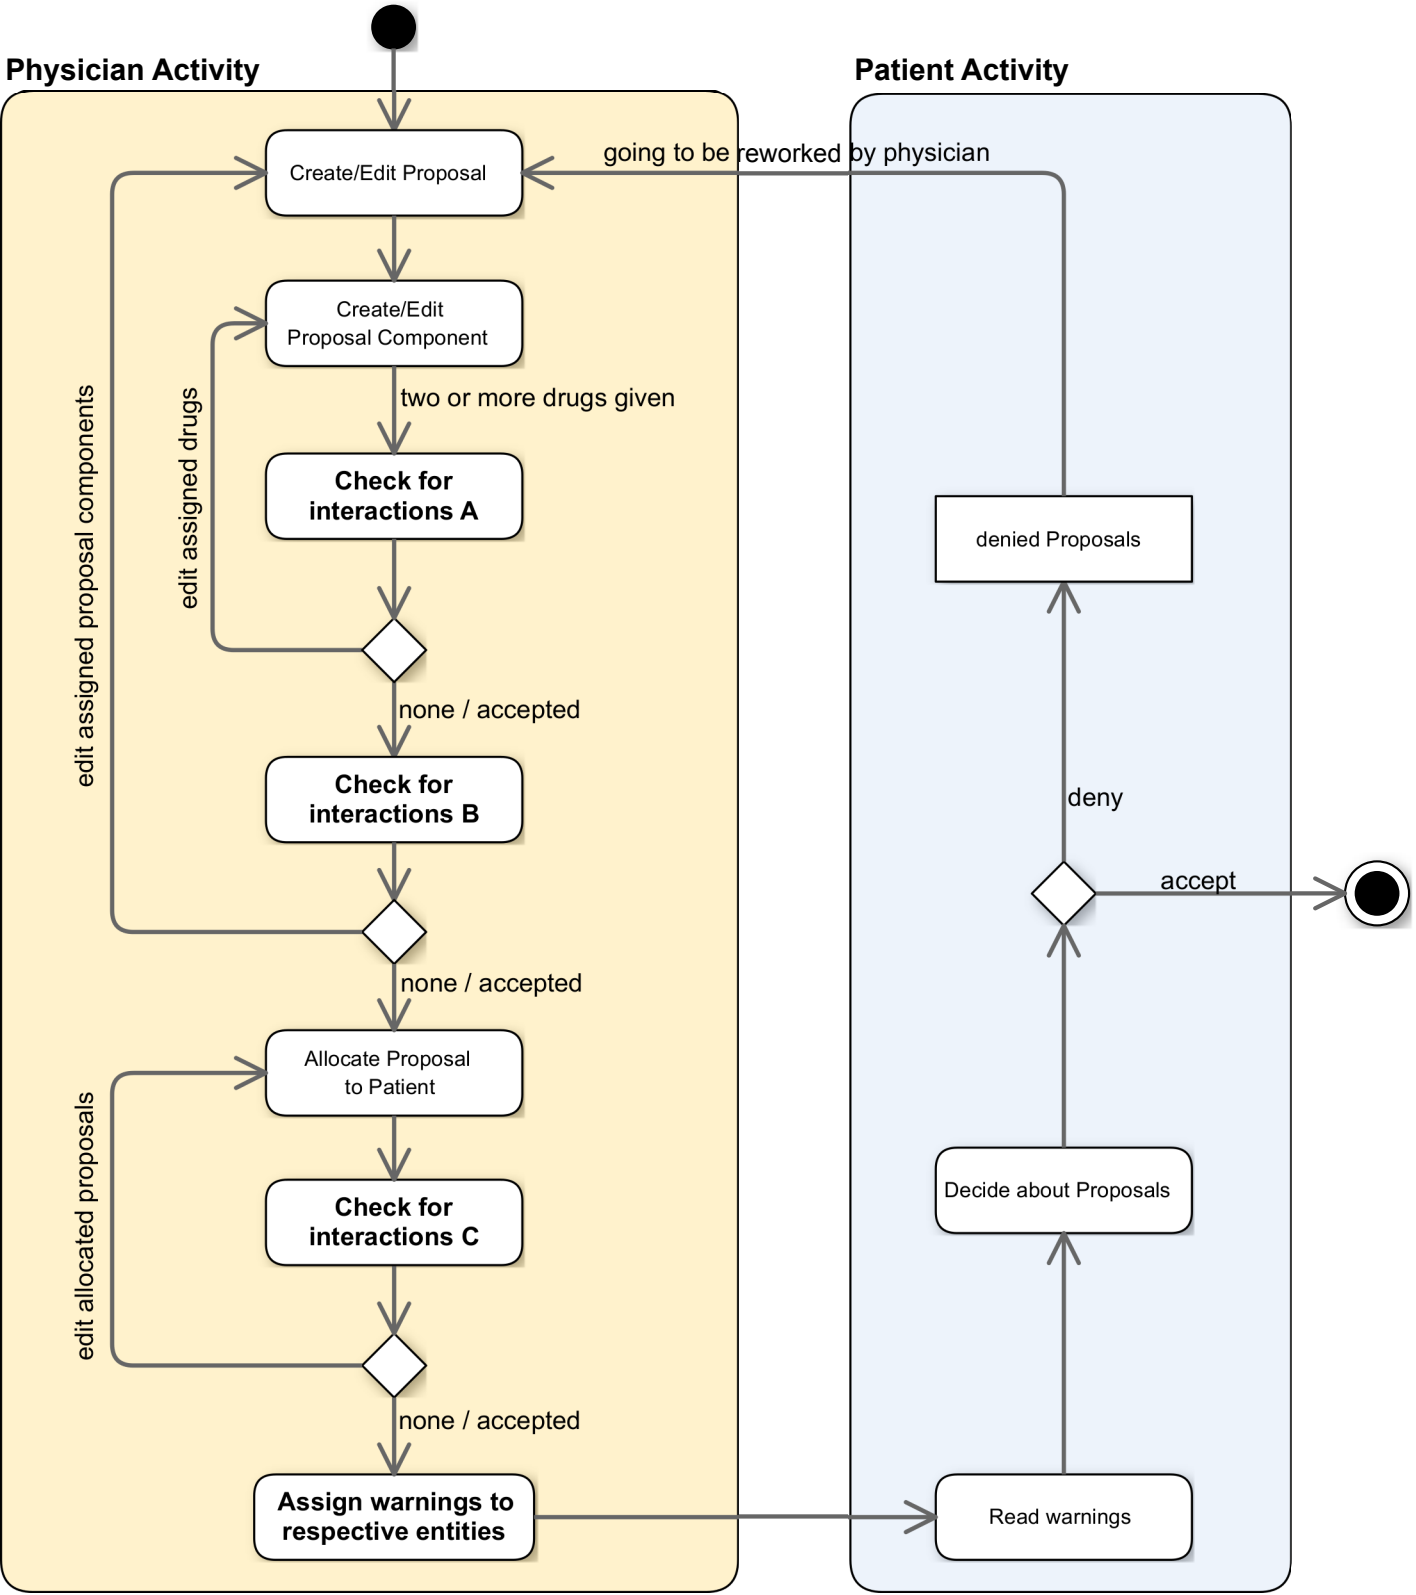 Physician Activity
Patient Activity
going to be reworked by physician
Create/Edit Proposal
Create/Edit
Proposal Component
two or more drugs given
edit assigned proposal components
edit assigned drugs
Check for
interactions A
denied Proposals
none / accepted
Check for
interactions B
deny
accept
none / accepted
Allocate Proposal
to Patient
edit allocated proposals
Check for
interactions C
Decide about Proposals
none / accepted
Assign warnings to
respective entities
Read warnings